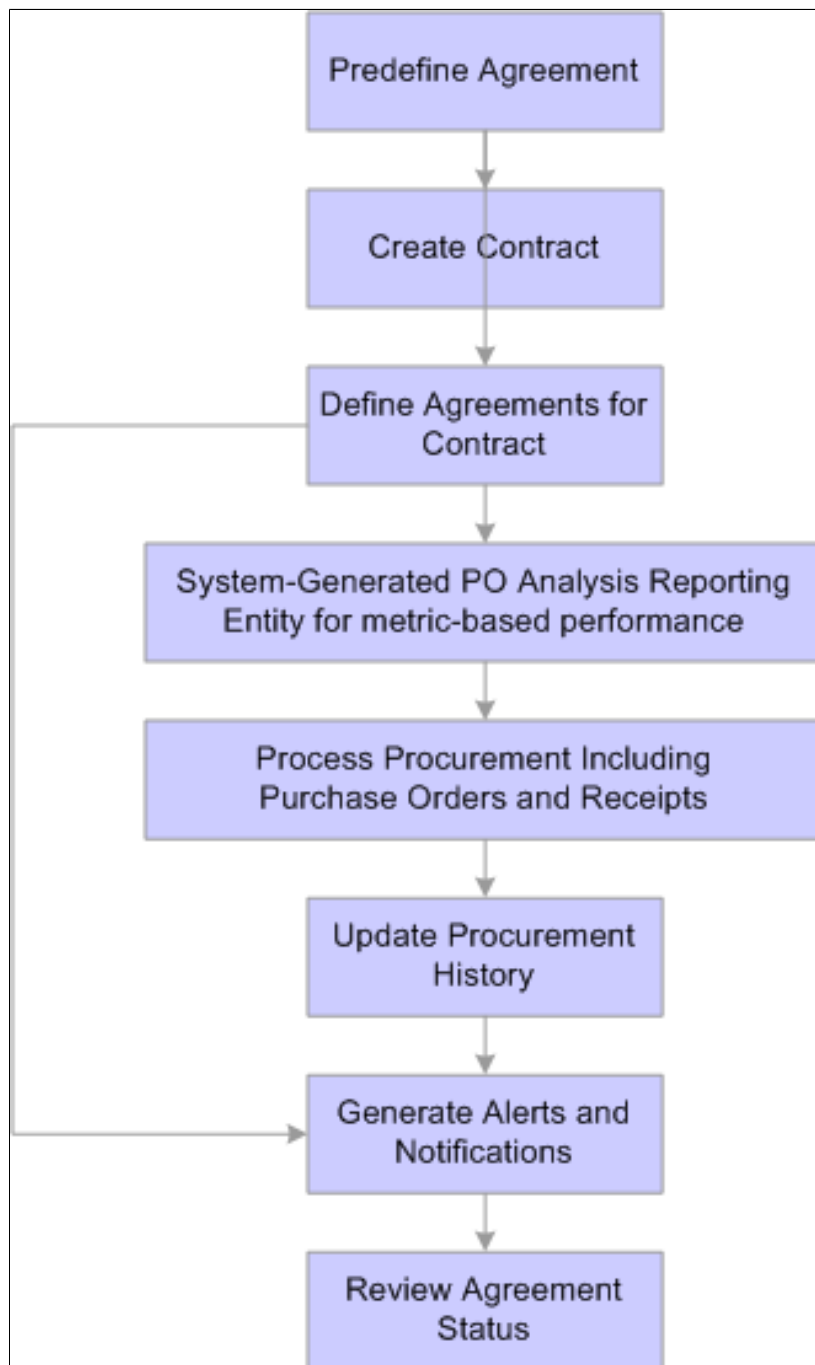 Predefine Agreement
Create Contract
Define Agreements for
Contract
System-Generated PO Analysis Reporting
Entity for metric-based performance
Process Procurement Including
Purchase Orders and Receipts
Update Procurement
History
Generate Alerts and
Notifications
Review Agreement
Status